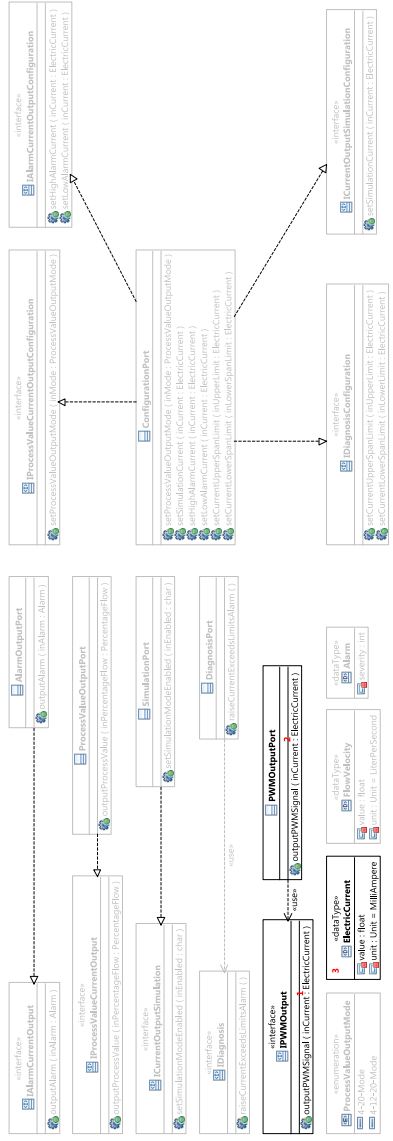 «interface»
IAlarmCurrentOutput
outputAlarm ( inAlarm : Alarm )
AlarmOutputPort
outputAlarm ( inAlarm : Alarm )
«interface»
IProcessValueCurrentOutputConfiguration
setProcessValueOutputMode ( inMode : ProcessValueOutputMode )
«interface»
IAlarmCurrentOutputConfiguration
setHighAlarmCurrent ( inCurrent : ElectricCurrent )
setLowAlarmCurrent ( inCurrent : ElectricCurrent )
«interface»
IProcessValueCurrentOutput
outputProcessValue ( inPercentageFlow : PercentageFlow )
ProcessValueOutputPort
outputProcessValue ( inPercentageFlow : PercentageFlow )
«interface»
ICurrentOutputSimulation
setSimulationModeEnabled ( inEnabled : char )
SimulationPort
setSimulationModeEnabled ( inEnabled : char )
ConfigurationPort
setProcessValueOutputMode ( inMode : ProcessValueOutputMode )
setSimulationCurrent ( inCurrent : ElectricCurrent )
setHighAlarmCurrent ( inCurrent : ElectricCurrent )
setLowAlarmCurrent ( inCurrent : ElectricCurrent )
setCurrentUpperSpanLimit ( inUpperLimit : ElectricCurrent )
setCurrentLowerSpanLimit ( inLowerSpanLimit : ElectricCurrent )
«interface»
IDiagnosis
raiseCurrentExceedsLimitsAlarm ( )
«use»
DiagnosisPort
raiseCurrentExceedsLimitsAlarm ( )
«interface»
IPWMOutput
1
outputPWMSignal ( inCurrent : ElectricCurrent )
«use»
PWMOutputPort
2
outputPWMSignal ( inCurrent : ElectricCurrent )
«enumeration»
ProcessValueOutputMode
4-20-Mode
4-12-20-Mode
3
«dataType»
ElectricCurrent
value : float
unit : Unit = MilliAmpere
«dataType»
FlowVelocity
value : float
unit : Unit = LiterPerSecond
«dataType»
Alarm
severity : int
«interface»
IDiagnosisConfiguration
setCurrentUpperSpanLimit ( inUpperLimit : ElectricCurrent )
setCurrentLowerSpanLimit ( inLowerLimit : ElectricCurrent )
«interface»
ICurrentOutputSimulationConfiguration
setSimulationCurrent ( inCurrent : ElectricCurrent )